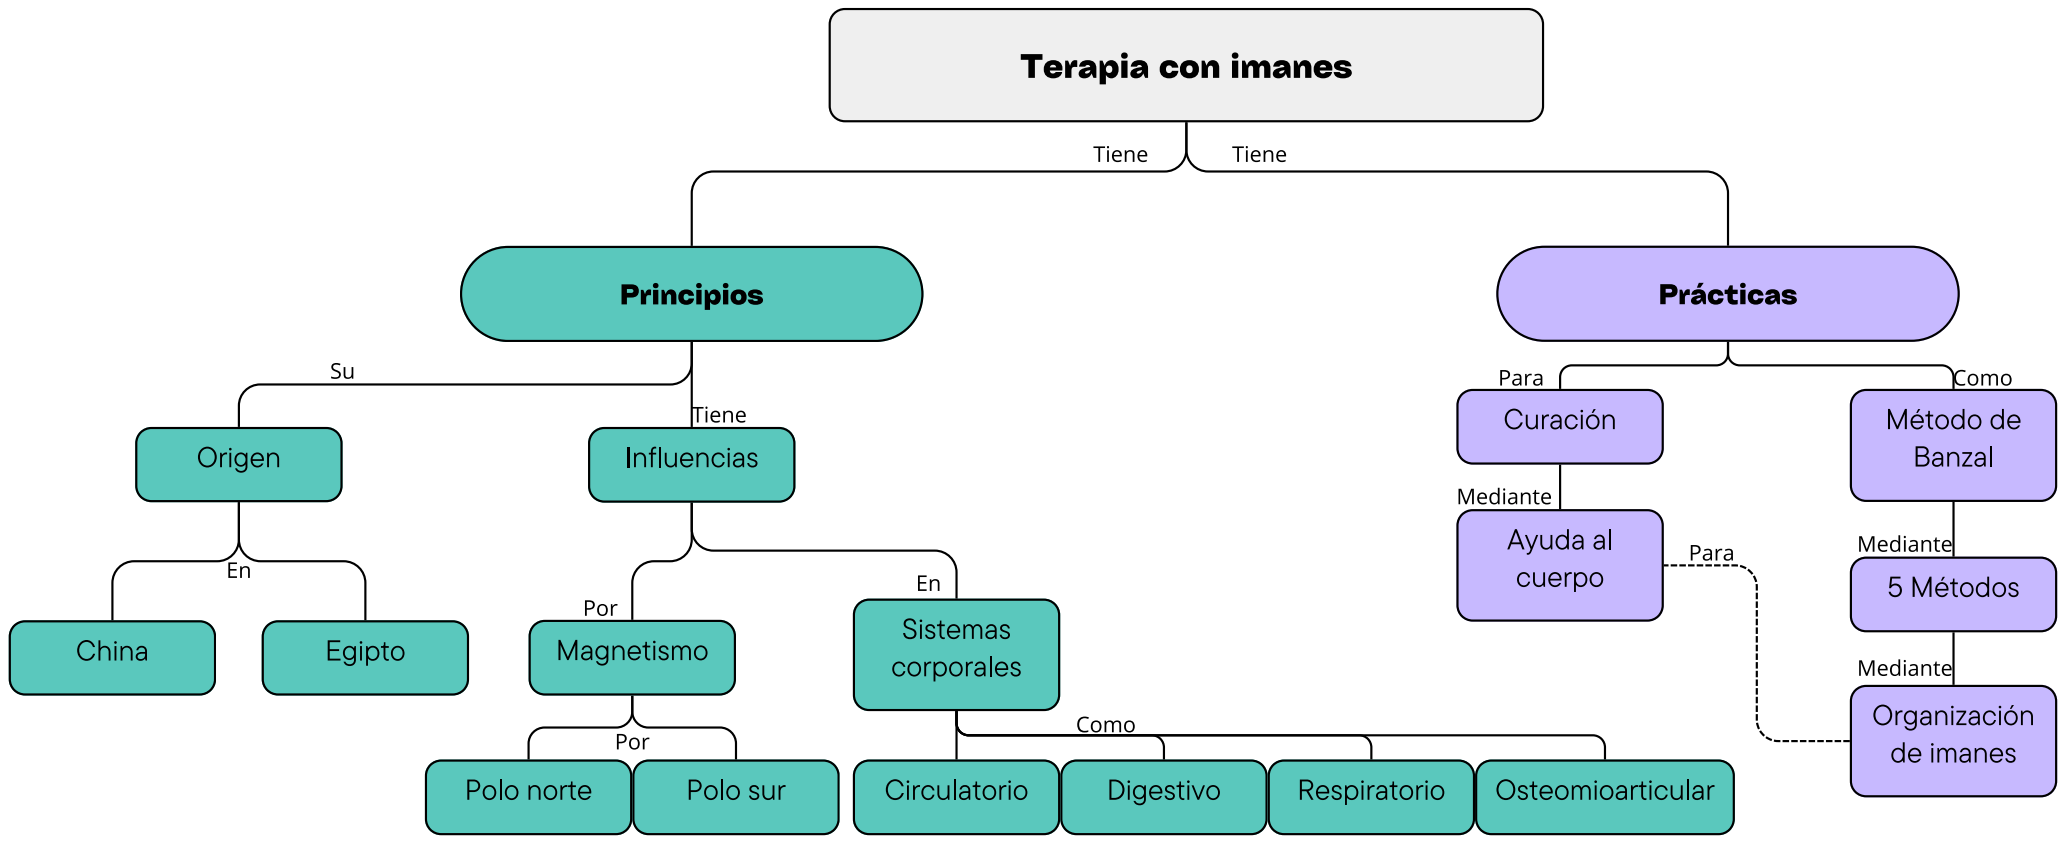 Terapia con imanes
Tiene
Tiene
Principios
Prácticas
Su
Tiene
Para
Como
Origen
Influencias
Curación
Método de
Banzal
Mediante
Ayuda al
cuerpo
Para
Mediante
5 Métodos
Mediante
Organización
de imanes
En
Por
En
China
Egipto
Magnetismo
Sistemas
corporales
Por
Como
Polo norte
Polo sur
Circulatorio
Digestivo
Respiratorio
Osteomioarticular